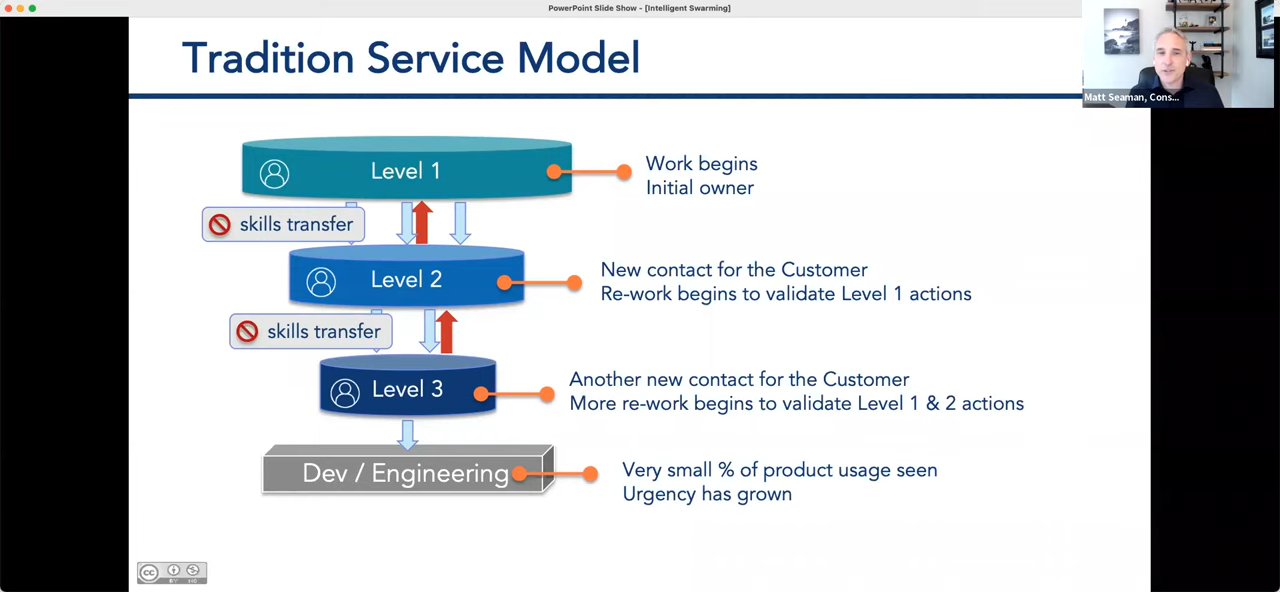 PowerPoint Slide Show - [Intelligent Swarming]
Tradition Service Model
Matt Seaman, Cons...
Level 1
Work begins
Initial owner
skills transfer
Level 2
New contact for the Customer
Re-work begins to validate Level 1 actions
skills transfer
Level 3
Another new contact for the Customer
More re-work begins to validate Level 1 & 2 actions
Dev / Engineering
Very small % of product usage seen
Urgency has grown
CC
BY NC